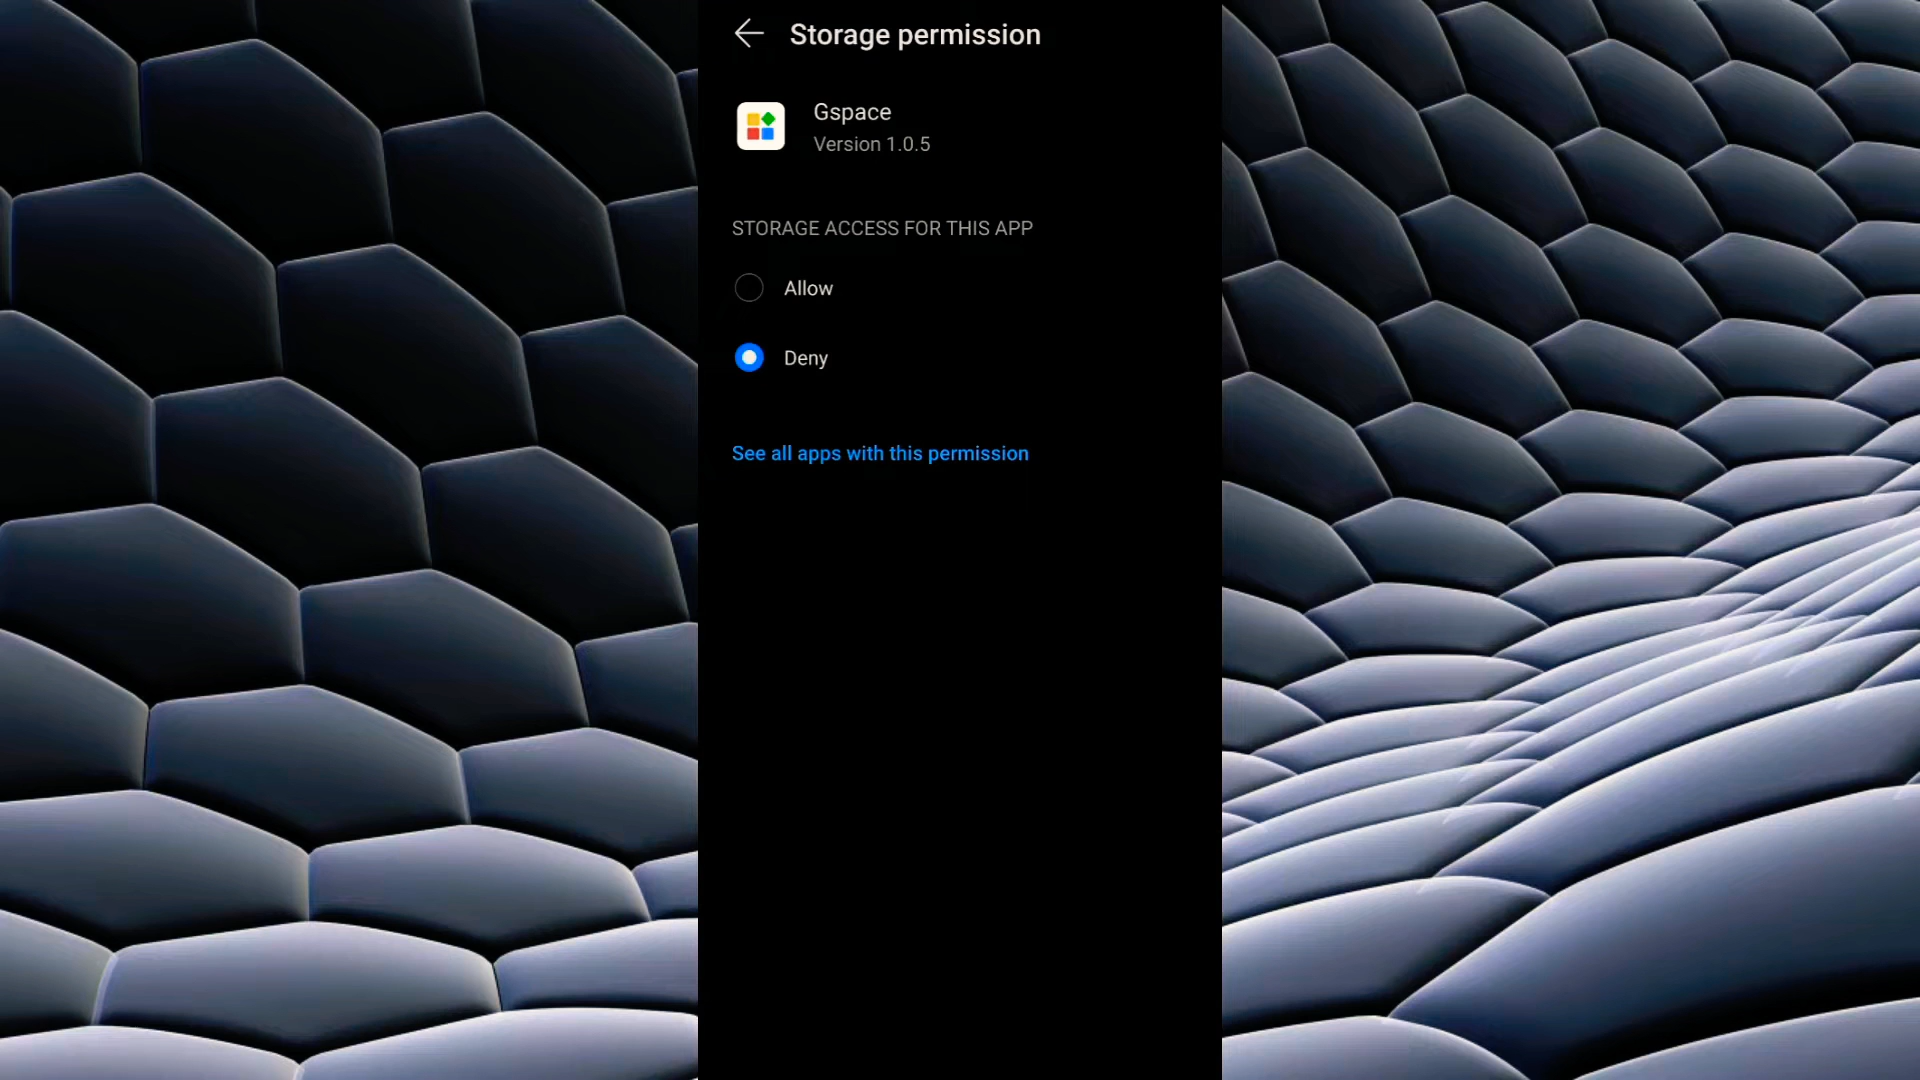 Storage permission
Gspace
Version 1.0.5
STORAGE ACCESS FOR THIS APP
Allow
Deny
See all apps with this permission